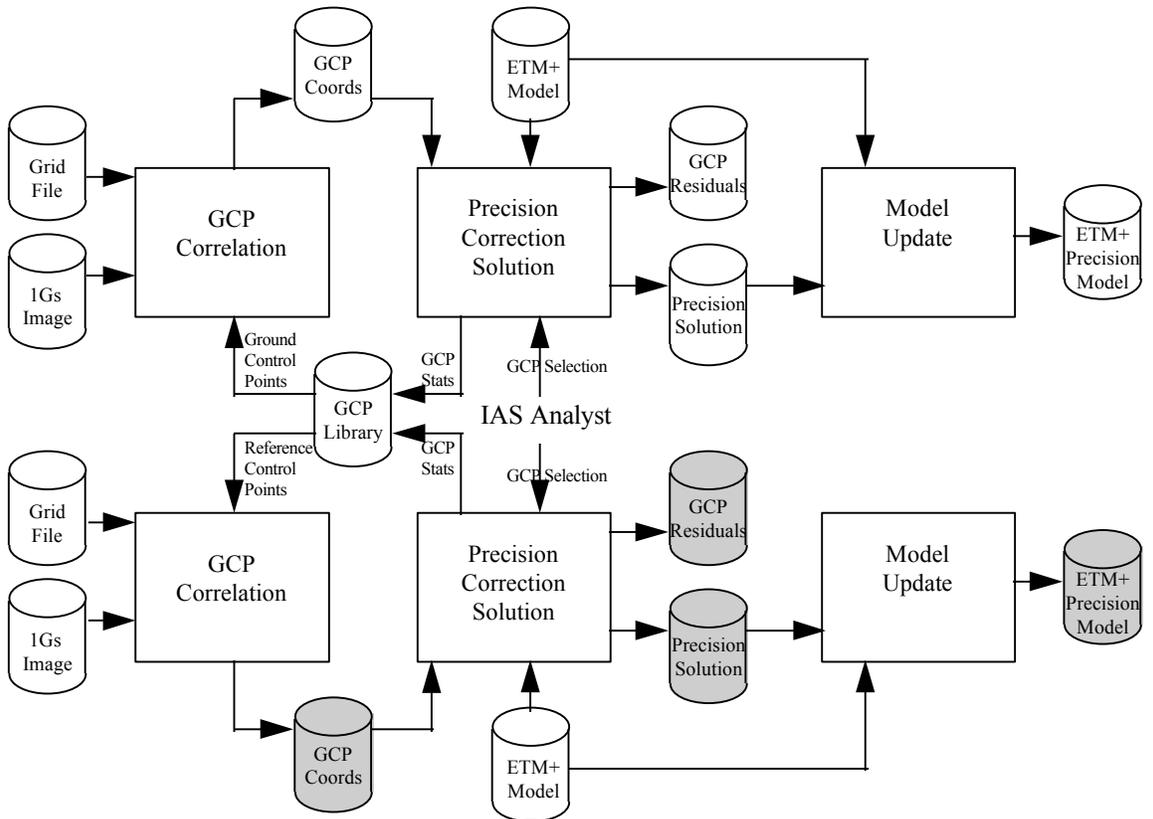 GCP
Coords
ETM+
Model
Grid
File
GCP
Correlation
Precision
Correction
Solution
GCP
Residuals
Model
Update
ETM+
Precision
Model
1Gs
Image
Precision
Solution
Ground
Control
Points
GCP
Stats
GCP Selection
GCP
Library
IAS Analyst
Reference
Control
Points
GCP
Stats
GCP Selection
Grid
File
GCP
Correlation
Precision
Correction
Solution
GCP
Residuals
Model
Update
ETM+
Precision
Model
1Gs
Image
Precision
Solution
GCP
Coords
ETM+
Model